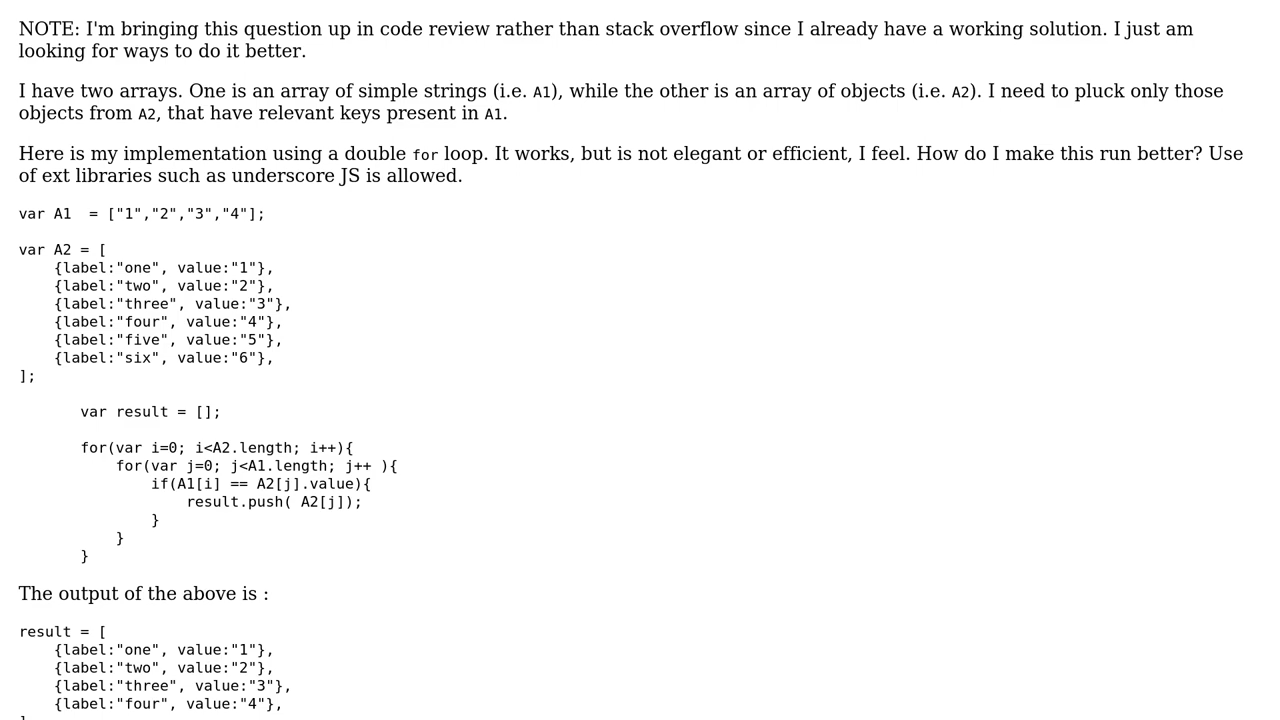 NOTE: I'm bringing this question up in code review rather than stack overflow since I already have a working solution. I just am
looking for ways to do it better.
I have two arrays. One is an array of simple strings (i.e. A1), while the other is an array of objects (i.e. A2). I need to pluck only those
objects from A2, that have relevant keys present in A1.
Here is my implementation using a double for loop. It works, but is not elegant or efficient, I feel. How do I make this run better? Use
of ext libraries such as underscore JS is allowed.
var A1  = ["1","2","3","4"];
var A2 = [
    {label:"one", value:"1"},
    {label:"two", value:"2"},
    {label:"three", value:"3"},
    {label:"four", value:"4"},
    {label:"five", value:"5"},
    {label:"six", value:"6"},
];
       var result = [];
       for(var i=0; i<A2.length; i++){
           for(var j=0; j<A1.length; j++ ){
               if(A1[i] == A2[j].value){
                   result.push( A2[j]);
               }
           }
       }
The output of the above is :
result = [
    {label:"one", value:"1"},
    {label:"two", value:"2"},
    {label:"three", value:"3"},
    {label:"four", value:"4"},